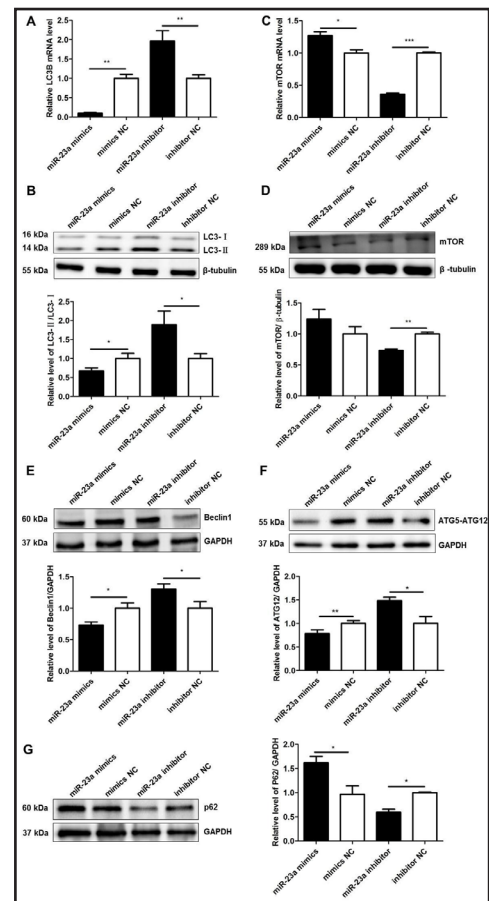 A
Relative LC3B mRNA level
2.5
2.0
1.5
1.0
0.5
0.0
**
**
miR-23a mimics
mimics NC
miR-23a inhibitor
inhibitor NC
C
Relative mTOR mRNA level
1.5
1.0
0.5
0.0
*
***
miR-23a mimics
mimics NC
miR-23a inhibitor
inhibitor NC
B
miR-23a mimics
mimics NC
miR-23a inhibitor
inhibitor NC
16 kDa
LC3-Ⅰ
14 kDa
LC3-Ⅱ
55 kDa
β-tubulin
Relative level of LC3-Ⅱ/LC3-Ⅰ
2.5
2.0
1.5
1.0
0.5
0.0
*
*
miR-23a mimics
mimics NC
miR-23a inhibitor
inhibitor NC
D
miR-23a mimics
mimics NC
miR-23a inhibitor
inhibitor NC
289 kDa
mTOR
55 kDa
β-tubulin
Relative level of mTOR/ β-tubulin
1.5
1.0
0.5
0.0
**
miR-23a mimics
mimics NC
miR-23a inhibitor
inhibitor NC
E
miR-23a mimics
mimics NC
miR-23a inhibitor
inhibitor NC
60 kDa
Beclin1
37 kDa
GAPDH
Relative level of Beclin1/GAPDH
1.5
1.0
0.5
0.0
*
*
miR-23a mimics
mimics NC
miR-23a inhibitor
inhibitor NC
F
miR-23a mimics
mimics NC
miR-23a inhibitor
inhibitor NC
55 kDa
ATG5-ATG12
37 kDa
GAPDH
Relative level of ATG12/ GAPDH
2.0
1.5
1.0
0.5
0.0
**
*
miR-23a mimics
mimics NC
miR-23a inhibitor
inhibitor NC
G
miR-23a mimics
mimics NC
miR-23a inhibitor
inhibitor NC
60 kDa
p62
37 kDa
GAPDH
Relative level of P62/ GAPDH
2.0
1.5
1.0
0.5
0.0
*
*
miR-23a mimics
mimics NC
miR-23a inhibitor
inhibitor NC